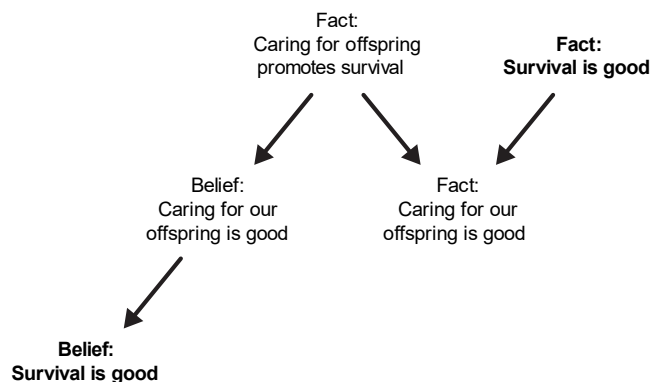 Fact:
Caring for offspring
promotes survival
Fact:
Survival is good
Belief:
Caring for our
offspring is good
Fact:
Caring for our
offspring is good
Belief:
Survival is good